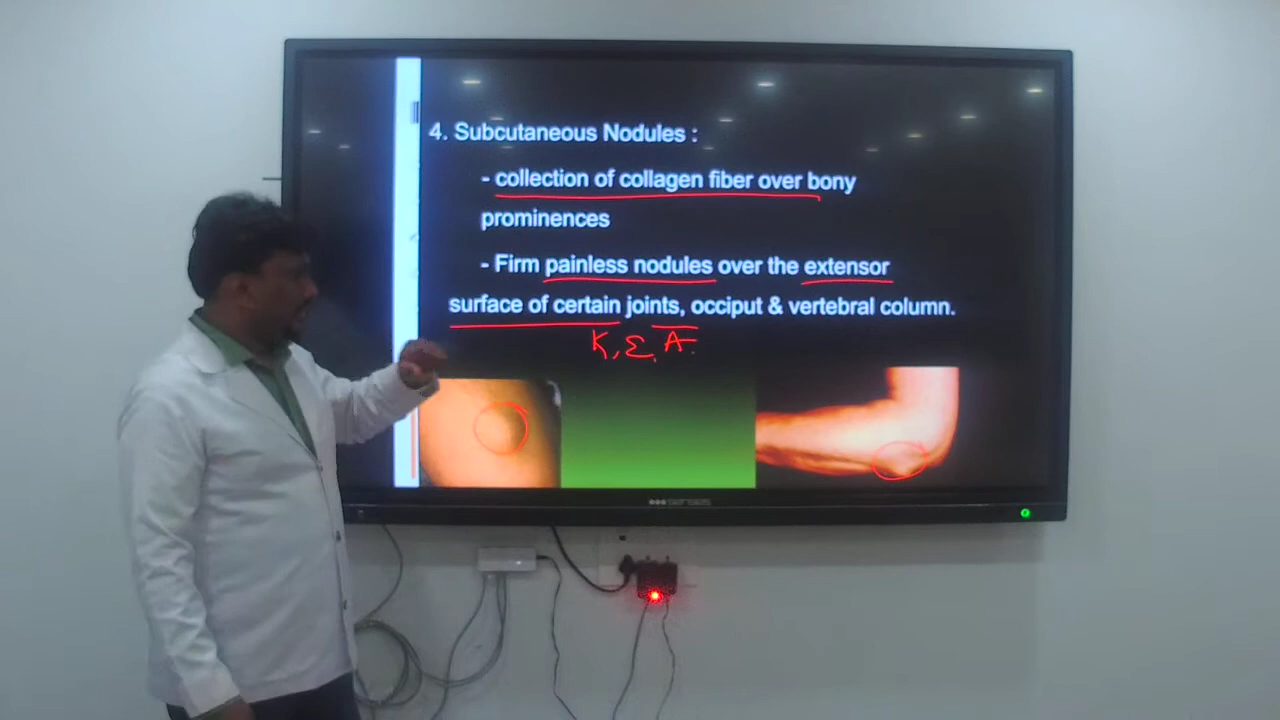 4. Subcutaneous Nodules :
- collection of collagen fiber over bony
prominences
- Firm painless nodules over the extensor
surface of certain joints, occiput & vertebral column.
K, Σ, A